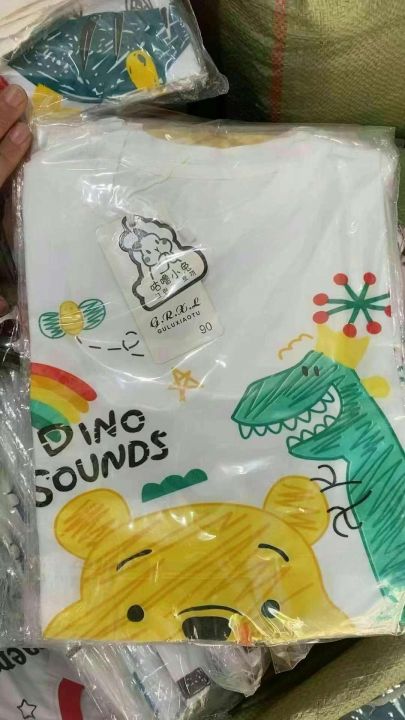 咕噜小兔
G.R.X.L
GULUXIAOTU
90
DINO
SOUNDS